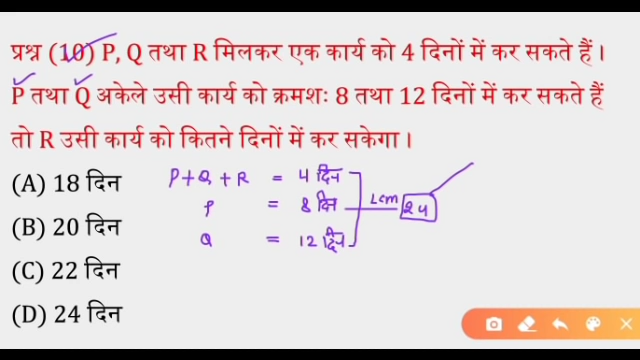 प्रश्न (10) P, Q तथा R मिलकर एक कार्य को 4 दिनों में कर सकते हैं।
P तथा Q अकेले उसी कार्य को क्रमशः 8 तथा 12 दिनों में कर सकते हैं
तो R उसी कार्य को कितने दिनों में कर सकेगा।
(A) 18 दिन
(B) 20 दिन
(C) 22 दिन
(D) 24 दिन
P+Q+R = 4 दिन
P = 8 दिन
Q = 12 दिन
Lcm 24